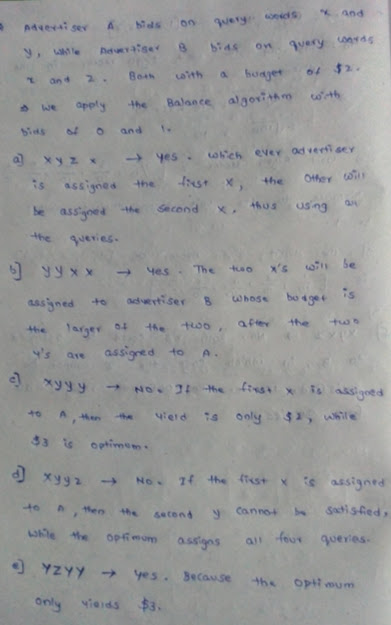 Advertiser A bids on query words x and
y, while Advertiser B bids on query words
x and z. Both with a budget of $2.
We apply the Balance algorithm with
bids of 0 and 1.
a] x y z x → yes. which ever advertiser
is assigned the first x, the other will
be assigned the second x, thus using all
the queries.
b] y y x x → yes. The two x's will be
assigned to advertiser B whose budget is
the larger of the two, after the two
y's are assigned to A.
c] x y y y → No. If the first x is assigned
to A, then the yield is only $2, while
$3 is optimum.
d] x y y z → No. If the first x is assigned
to A, then the second y cannot be satisfied,
while the optimum assigns all four queries.
e] Y Z Y Y → yes. Because the optimum
only yields $3.